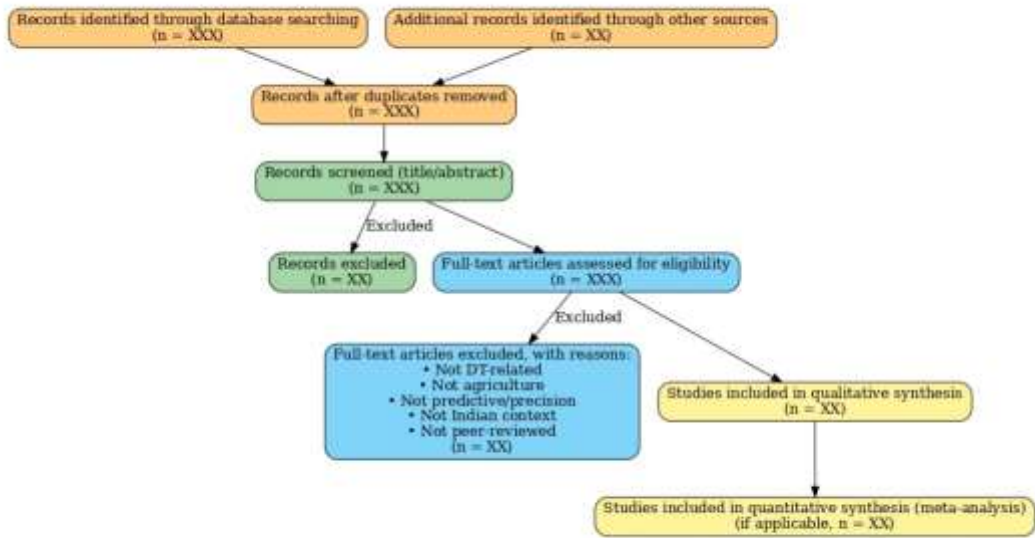 Records identified through database searching
(n = XXX)
Additional records identified through other sources
(n = XX)
Records after duplicates removed
(n = XXX)
Records screened (title/abstract)
(n = XXX)
Excluded
Records excluded
(n = XX)
Full-text articles assessed for eligibility
(n = XXX)
Excluded
Full-text articles excluded, with reasons:
• Not DT-related
• Not agriculture
• Not predictive/precision
• Not Indian context
• Not peer-reviewed
(n = XX)
Studies included in qualitative synthesis
(n = XX)
Studies included in quantitative synthesis (meta-analysis)
(if applicable, n = XX)